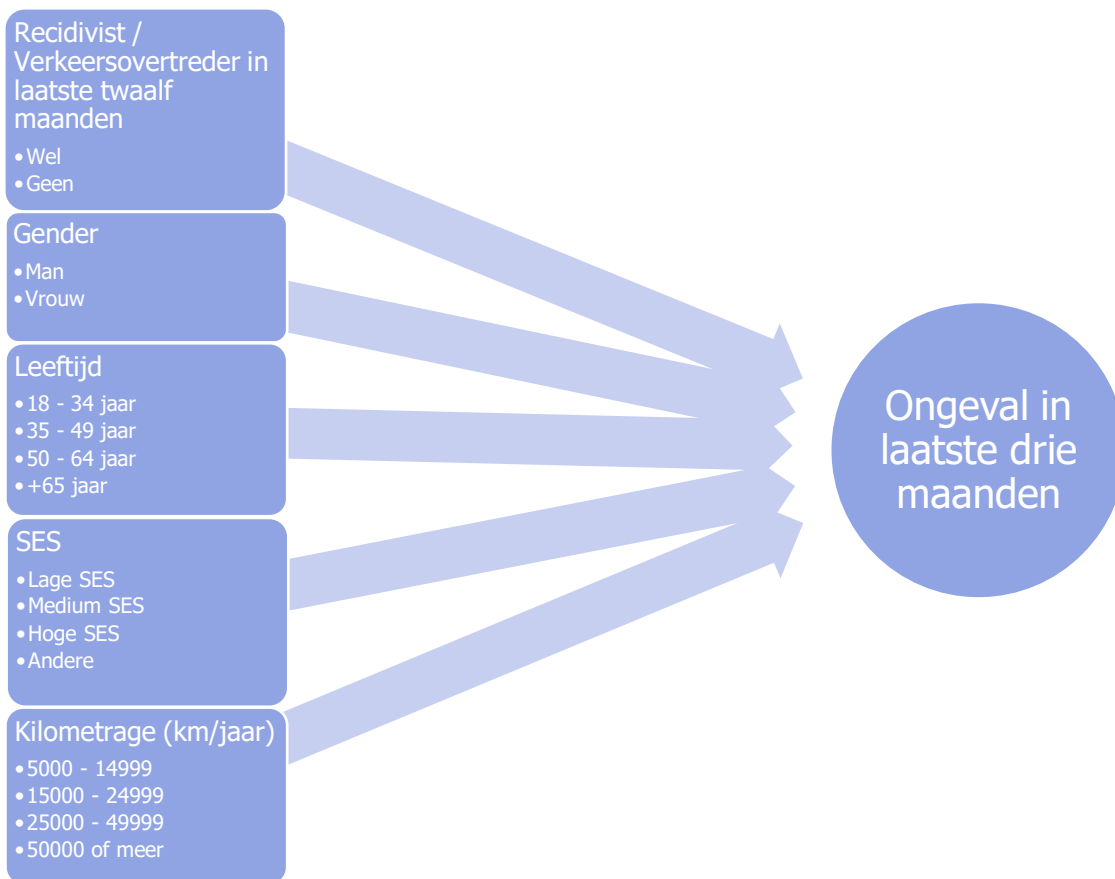 Recidivist /
Verkeersovertreder in
laatste twaalf
maanden
•Wel
•Geen
Gender
•Man
•Vrouw
Leeftijd
•18 - 34 jaar
•35 - 49 jaar
•50 - 64 jaar
•+65 jaar
SES
•Lage SES
•Medium SES
•Hoge SES
•Andere
Kilometrage (km/jaar)
•5000 - 14999
•15000 - 24999
•25000 - 49999
•50000 of meer
Ongeval in
laatste drie
maanden